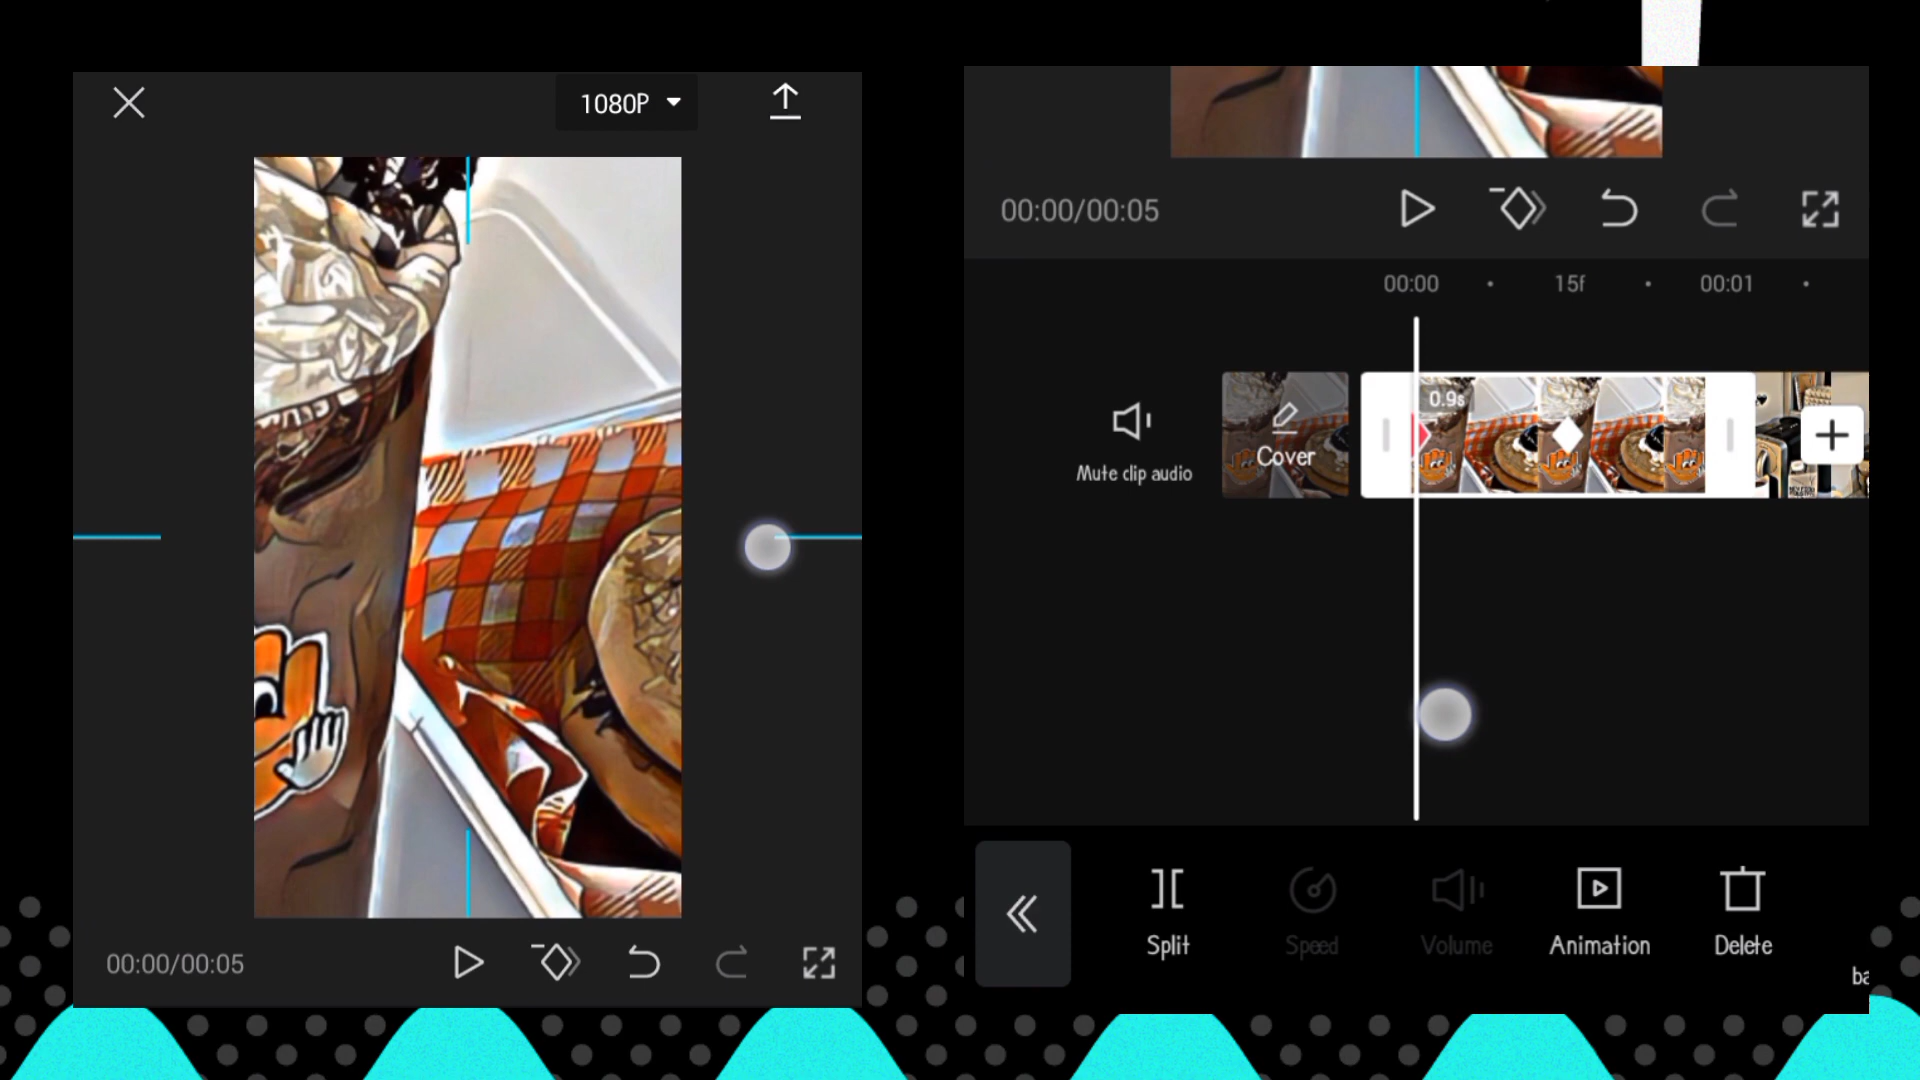 1080P
00:00/00:05
00:00/00:05
00:00
15f
00:01
0.9s
Mute clip audio
Cover
Split
Speed
Volume
Animation
Delete
ba